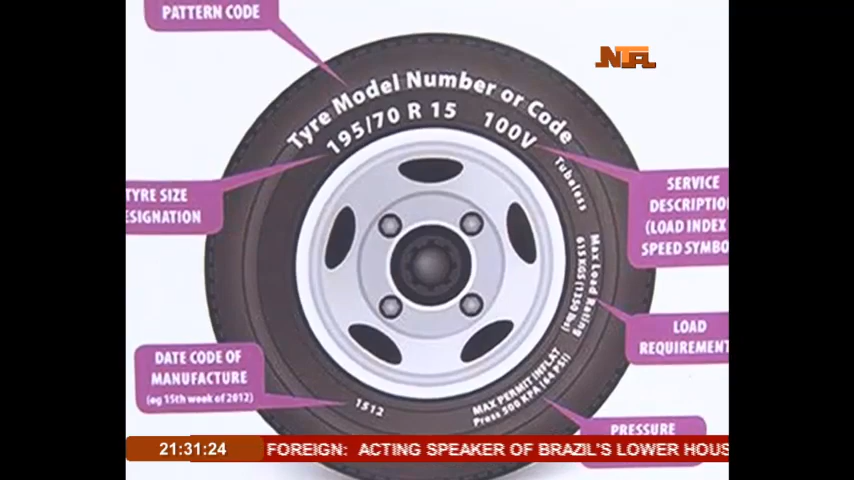 PATTERN CODE
NTA
Tyre Model Number or Code
195/70 R 15 100V
Tubeless
TYRE SIZE
ESIGNATION
SERVICE
DESCRIPTIO
(LOAD INDEX
SPEED SYMBO
Max Load Rating
615 KGS (1350 lbs)
LOAD
REQUIREMENT
DATE CODE OF
MANUFACTURE
(eg 15th week of 2012)
1512
MAX PERMIT INFLAT
Press 500 KPA (64 PSI)
PRESSURE
21:31:24 FOREIGN: ACTING SPEAKER OF BRAZIL'S LOWER HOUS